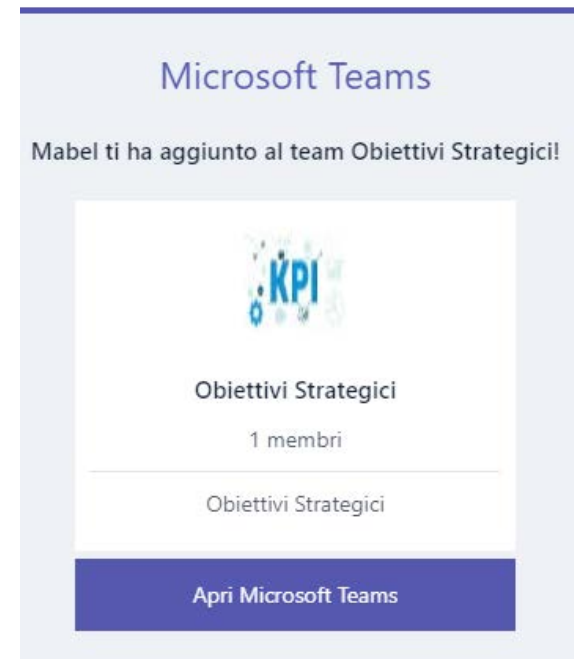 Microsoft Teams
Mabel ti ha aggiunto al team Obiettivi Strategici!
KPI
Obiettivi Strategici
1 membri
Obiettivi Strategici
Apri Microsoft Teams